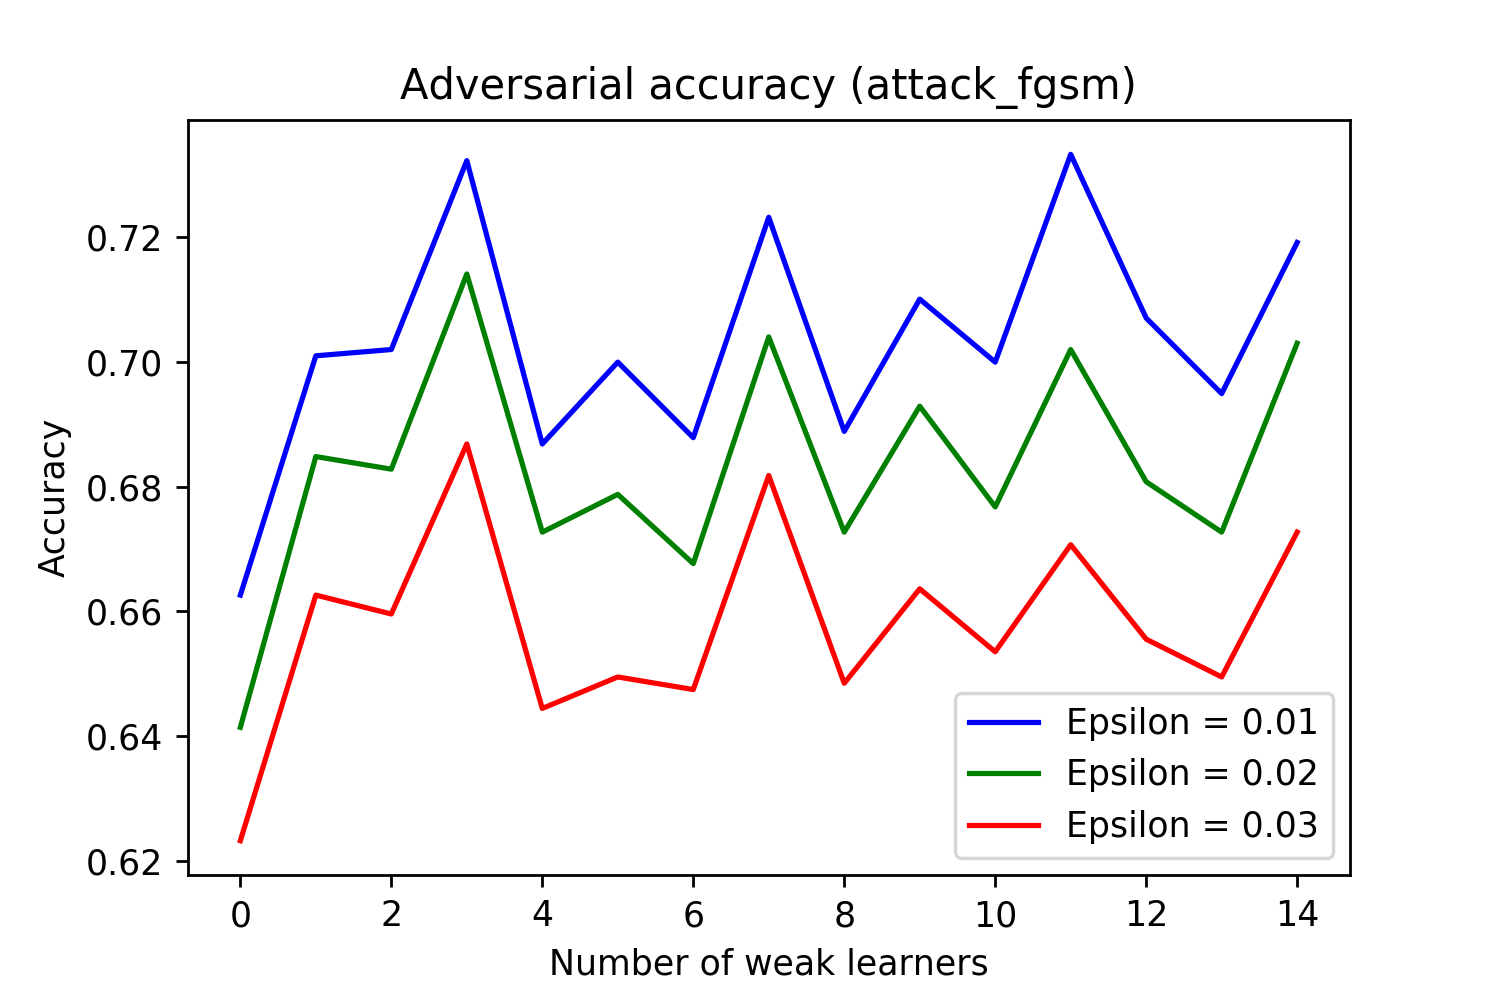 Adversarial accuracy (attack_fgsm)
Accuracy
0.72
0.70
0.68
0.66
0.64
0.62
Epsilon = 0.01
Epsilon = 0.02
Epsilon = 0.03
0 2 4 6 8 10 12 14
Number of weak learners